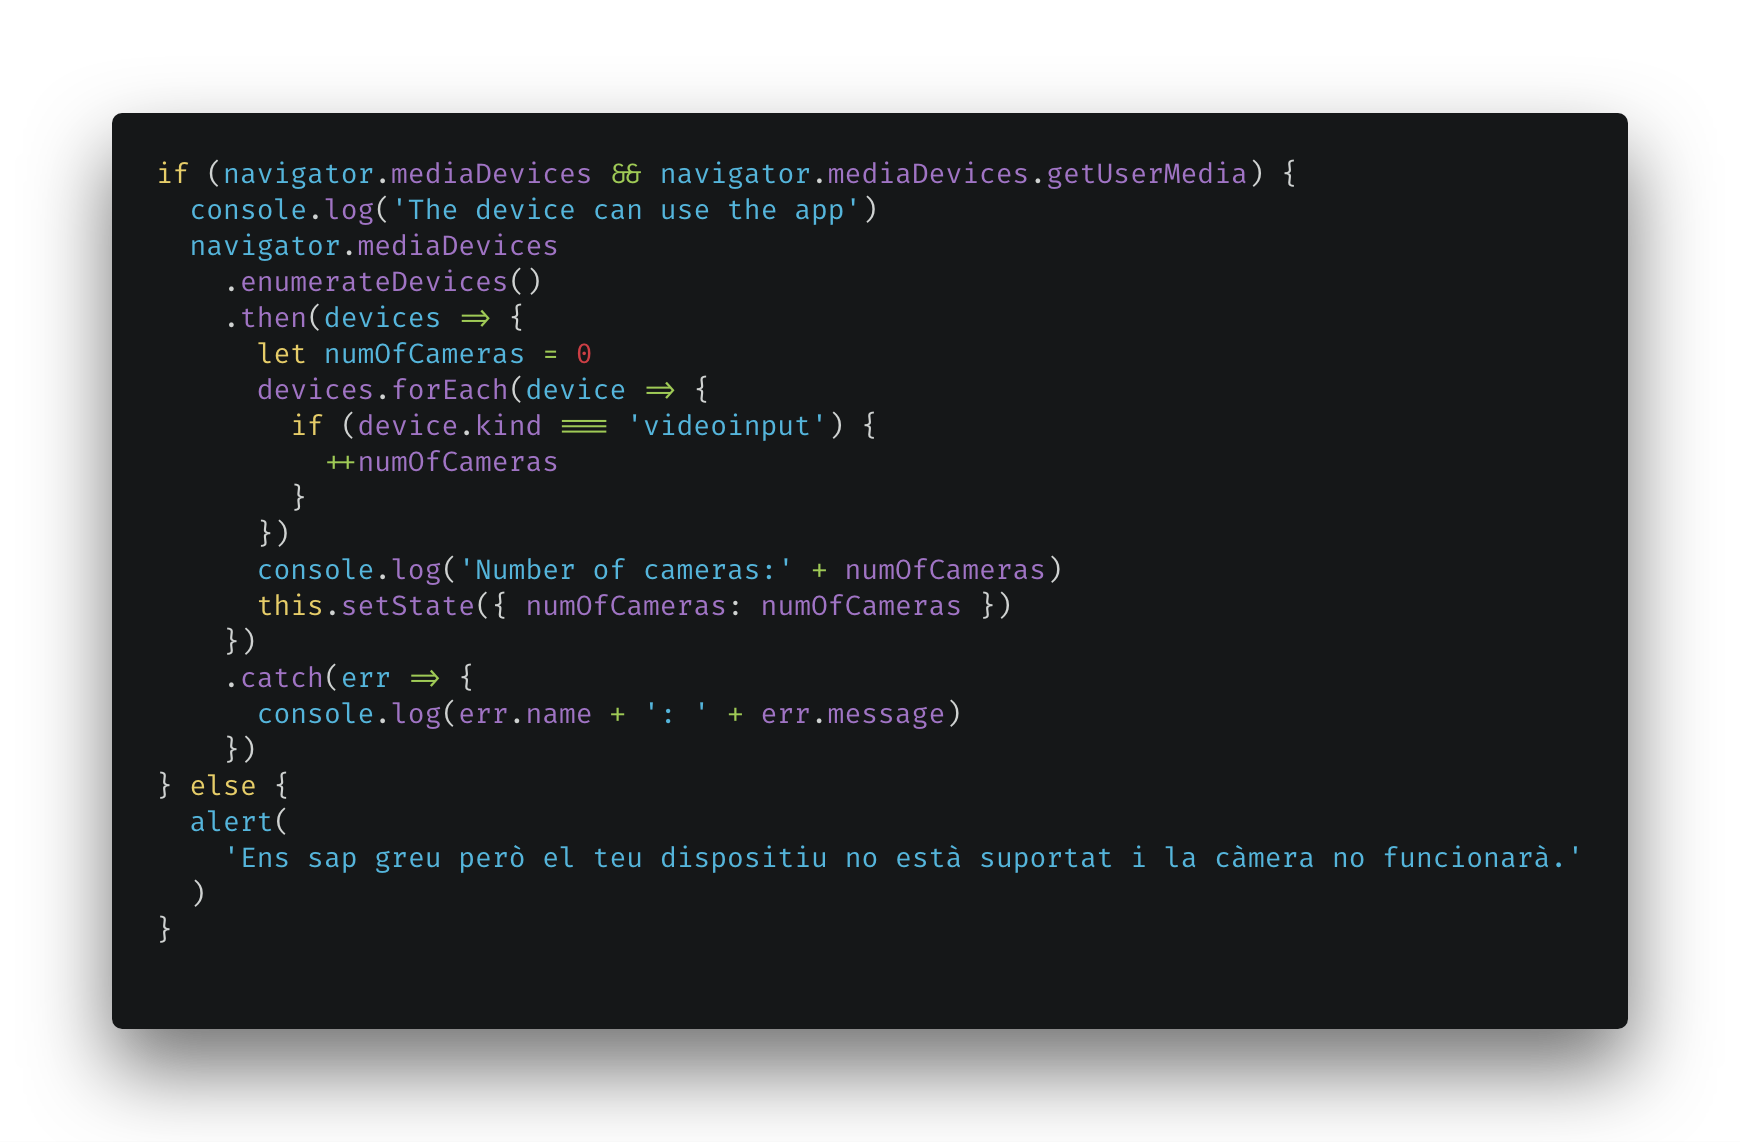 if (navigator.mediaDevices && navigator.mediaDevices.getUserMedia) {
  console.log('The device can use the app')
  navigator.mediaDevices
    .enumerateDevices()
    .then(devices => {
      let numOfCameras = 0
      devices.forEach(device => {
        if (device.kind === 'videoinput') {
          ++numOfCameras
        }
      })
      console.log('Number of cameras:' + numOfCameras)
      this.setState({ numOfCameras: numOfCameras })
    })
    .catch(err => {
      console.log(err.name + ': ' + err.message)
    })
} else {
  alert(
    'Ens sap greu però el teu dispositiu no està suportat i la càmera no funcionarà.'
  )
}